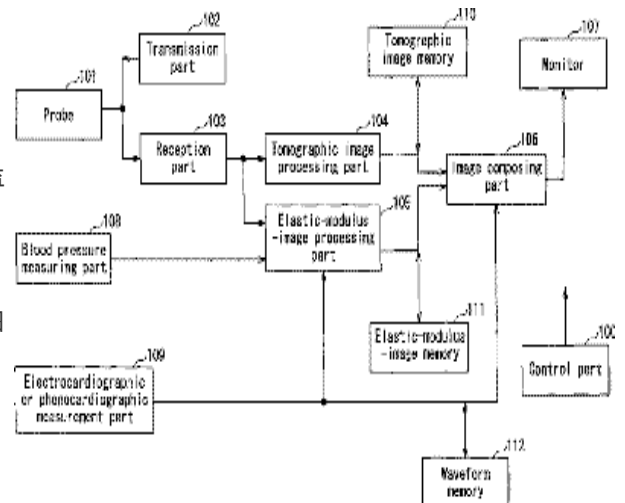 102
Transmission
part
110
Tomographic
image memory
107
Monitor
101
Probe
103
Reception
part
104
Tomographic image
processing part
106
Image composing
part
108
Blood pressure
measuring part
105
Elastic-modulus
-image processing
part
111
Elastic-modulus
-image memory
100
Control part
109
Electrocardiographic
or phonocardiographic
measurement part
112
Waveform
memory